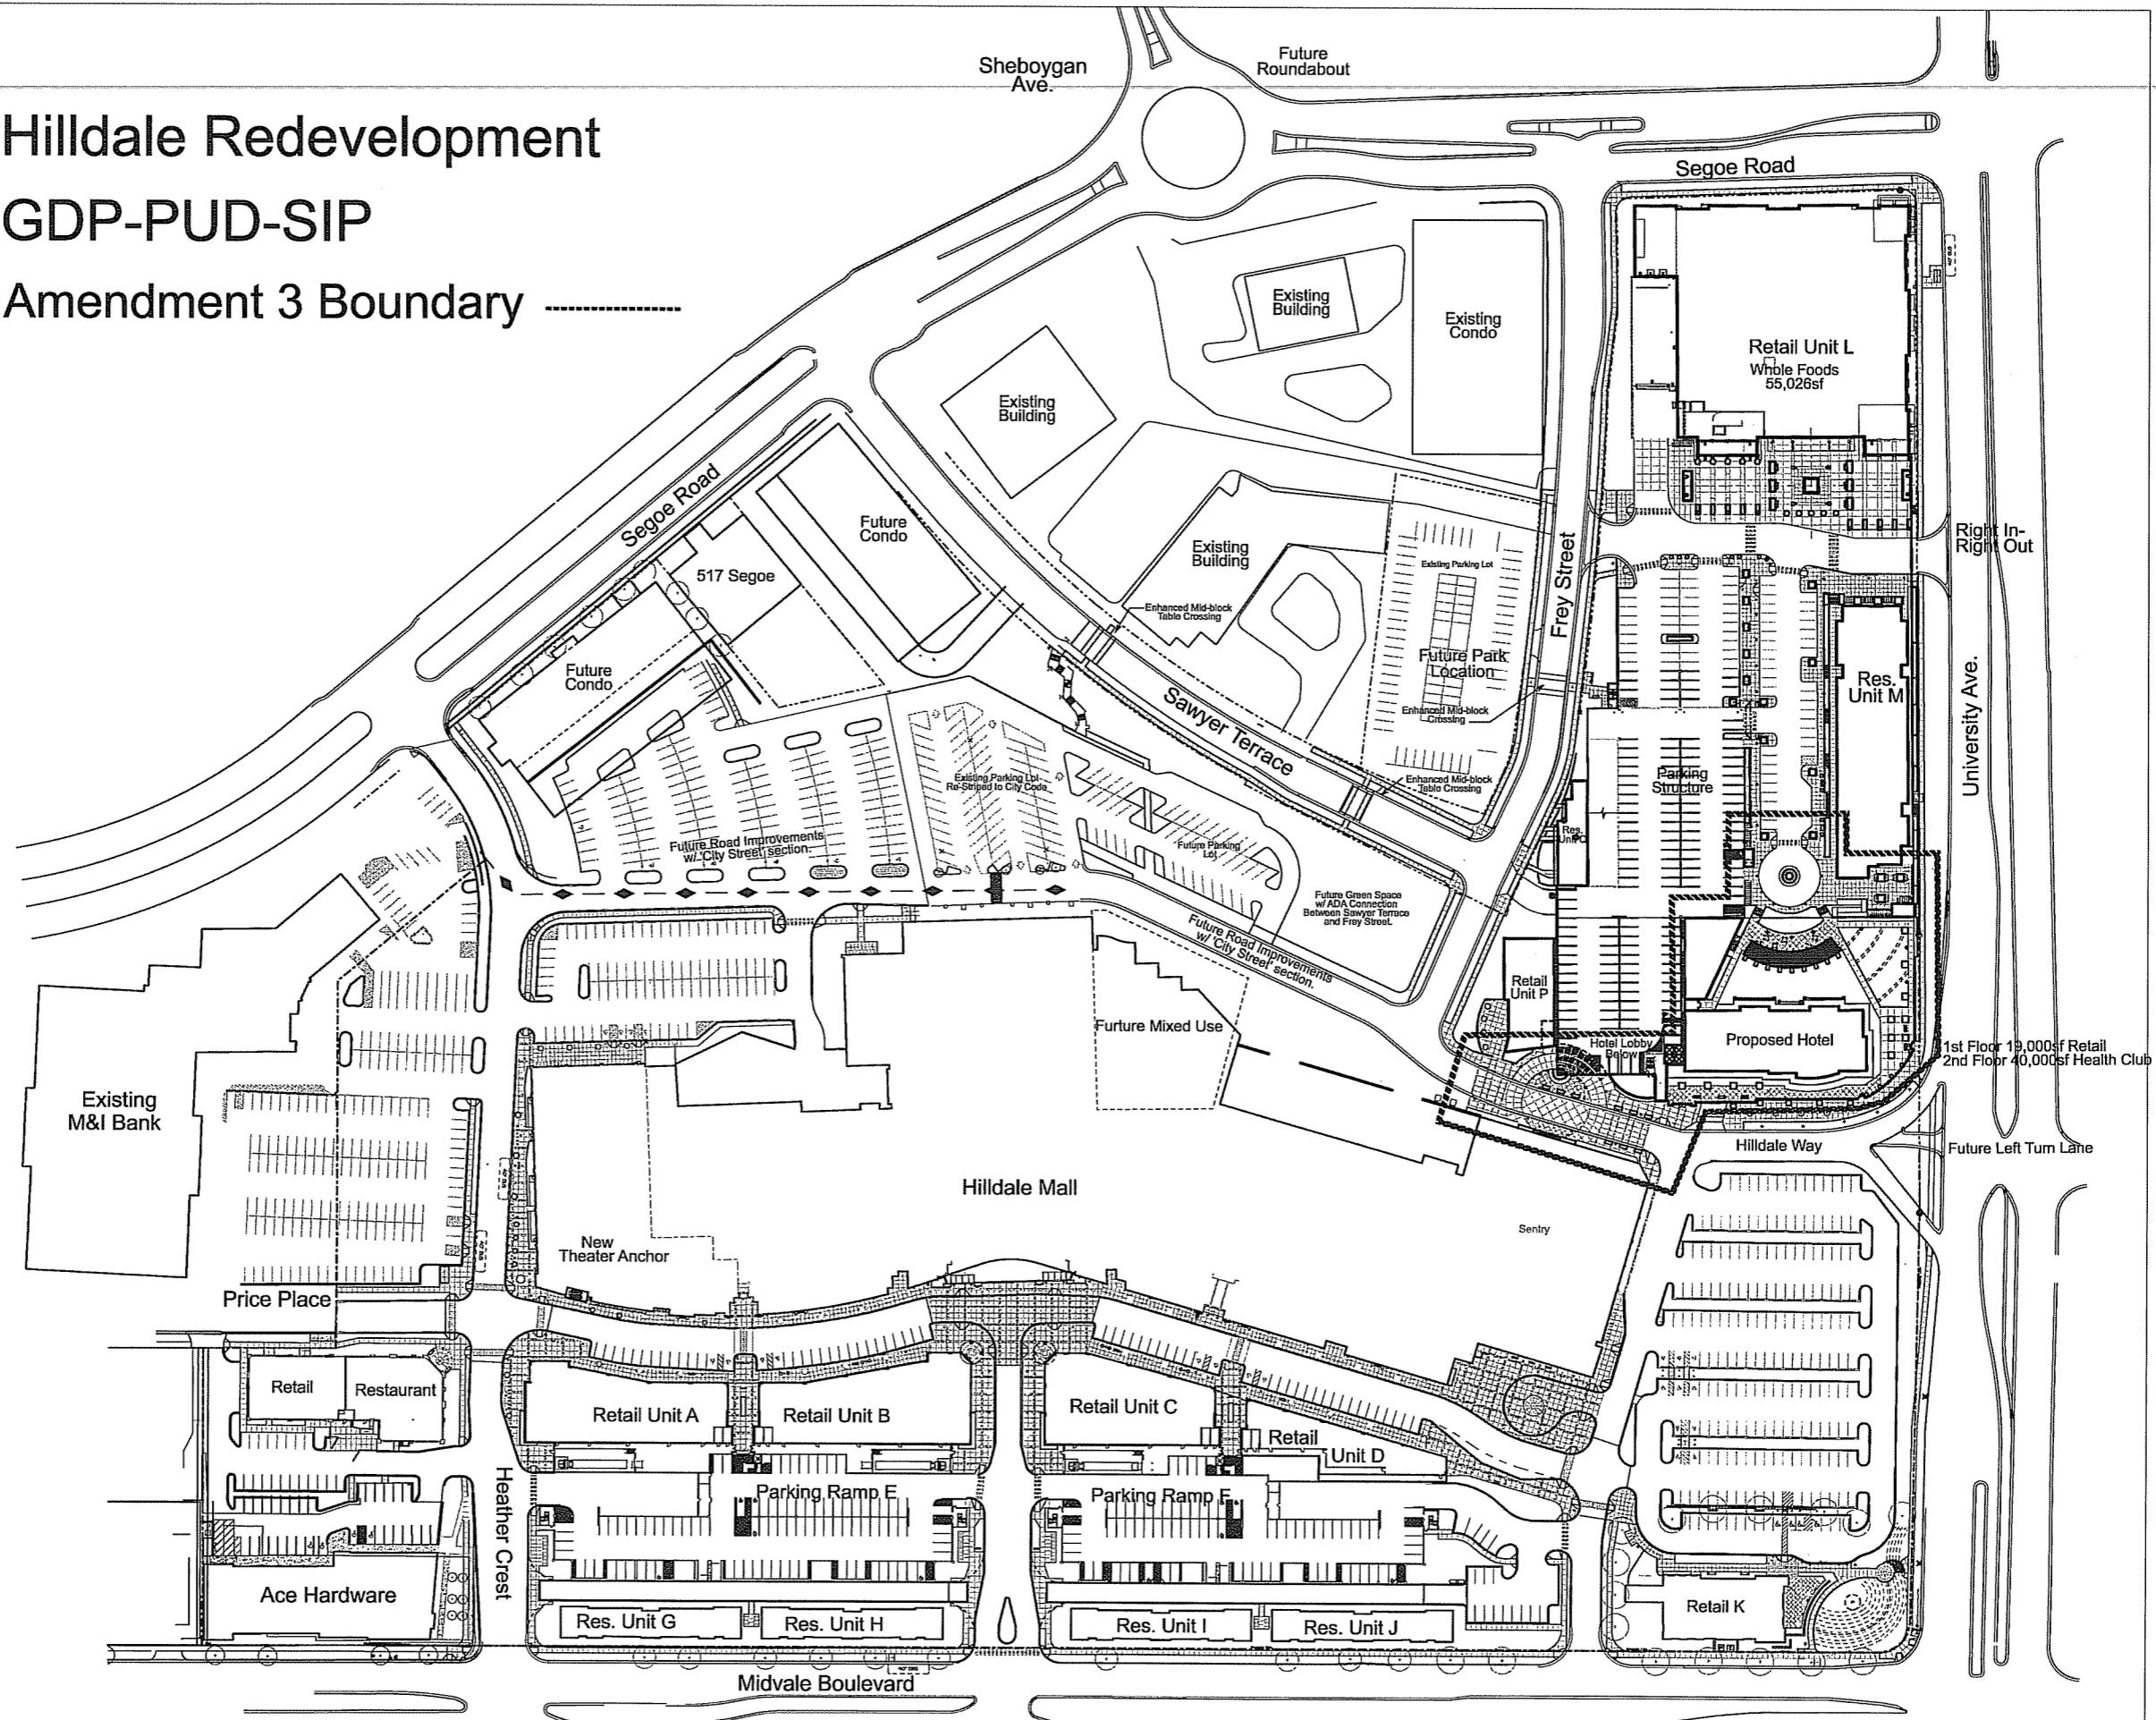 Sheboygan
Ave.
Future
Roundabout
Hilldale Redevelopment
GDP-PUD-SIP
Amendment 3 Boundary
Segoe Road
Existing
Building
Existing
Condo
Retail Unit L
Whole Foods
55,026sf
Existing
Building
Segoe Road
Future
Condo
517 Segoe
Future
Condo
Existing
Building
Existing Parking Lot
Frey Street
Right In-
Right Out
Enhanced Mid-block
Table Crossing
Future Park
Location
Enhanced Mid-block
Crossing
Res.
Unit M
University Ave.
Sawyer Terrace
Enhanced Mid-block
Table Crossing
Parking
Structure
Existing Parking Lot
Re-Striped to City Code
Future Road Improvements
w/ 'City Street' section.
Future Parking
Lot
Res.
Future Green Space
w/ ADA Connection
Between Sawyer Terrace
and Frey Street.
Future Road Improvements
w/ 'City Street' section.
Retail
Unit P
Furture Mixed Use
Hotel Lobby
Below
Proposed Hotel
1st Floor 19,000sf Retail
2nd Floor 40,000sf Health Club
Existing
M&I Bank
Hilldale Way
Future Left Turn Lane
Hilldale Mall
Sentry
New
Theater Anchor
Price Place
Retail
Restaurant
Retail Unit A
Retail Unit B
Retail Unit C
Retail
Unit D
Heather Crest
Parking Ramp E
Parking Ramp F
Ace Hardware
Res. Unit G
Res. Unit H
Res. Unit I
Res. Unit J
Retail K
Midvale Boulevard